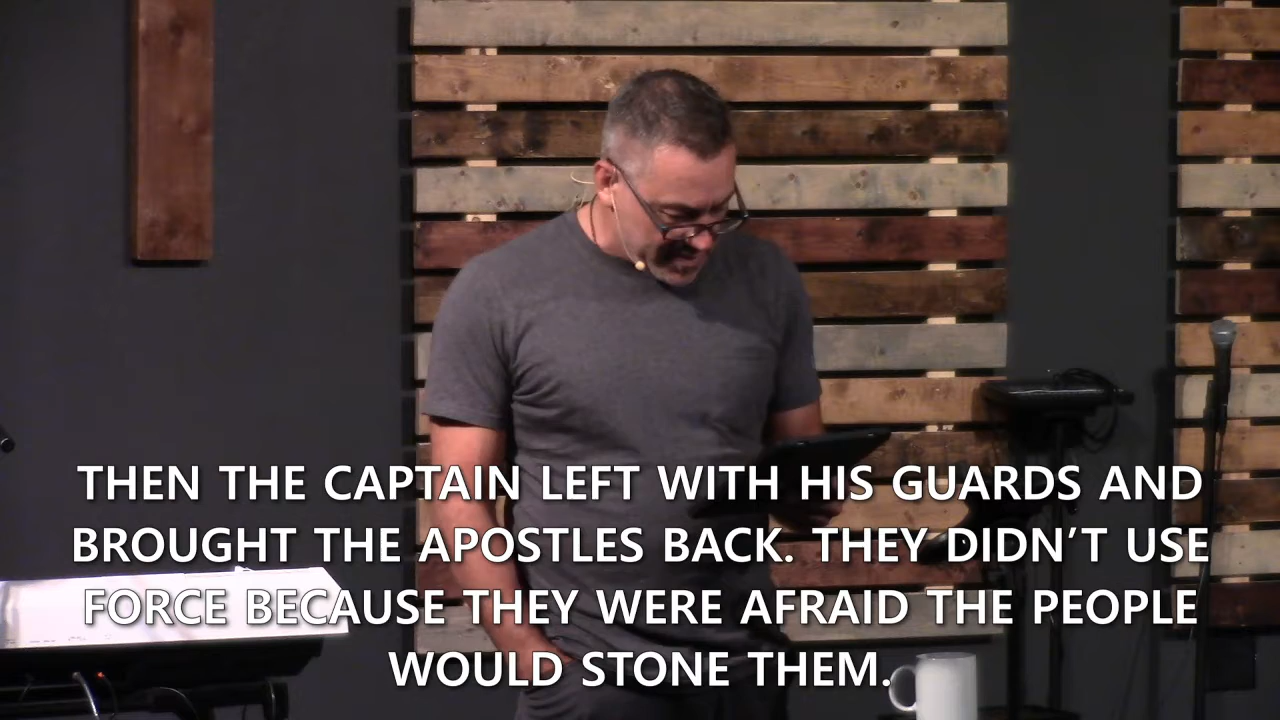 THEN THE CAPTAIN LEFT WITH HIS GUARDS AND
BROUGHT THE APOSTLES BACK. THEY DIDN’T USE
FORCE BECAUSE THEY WERE AFRAID THE PEOPLE
WOULD STONE THEM.